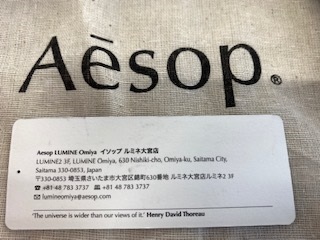 Aēsop®
Aesop LUMINE Omiya イソップ ルミネ大宮店
LUMINE2 3F, LUMINE Omiya, 630 Nishiki-cho, Omiya-ku, Saitama City,
Saitama 330-0853, Japan
〒330-0853 埼玉県さいたま市大宮区錦町630番地 ルミネ大宮店ルミネ2 3F
☎ +81 48 783 3737 📠 +81 48 783 3737
✉ lumineomiya@aesop.com
'The universe is wider than our views of it.' Henry David Thoreau